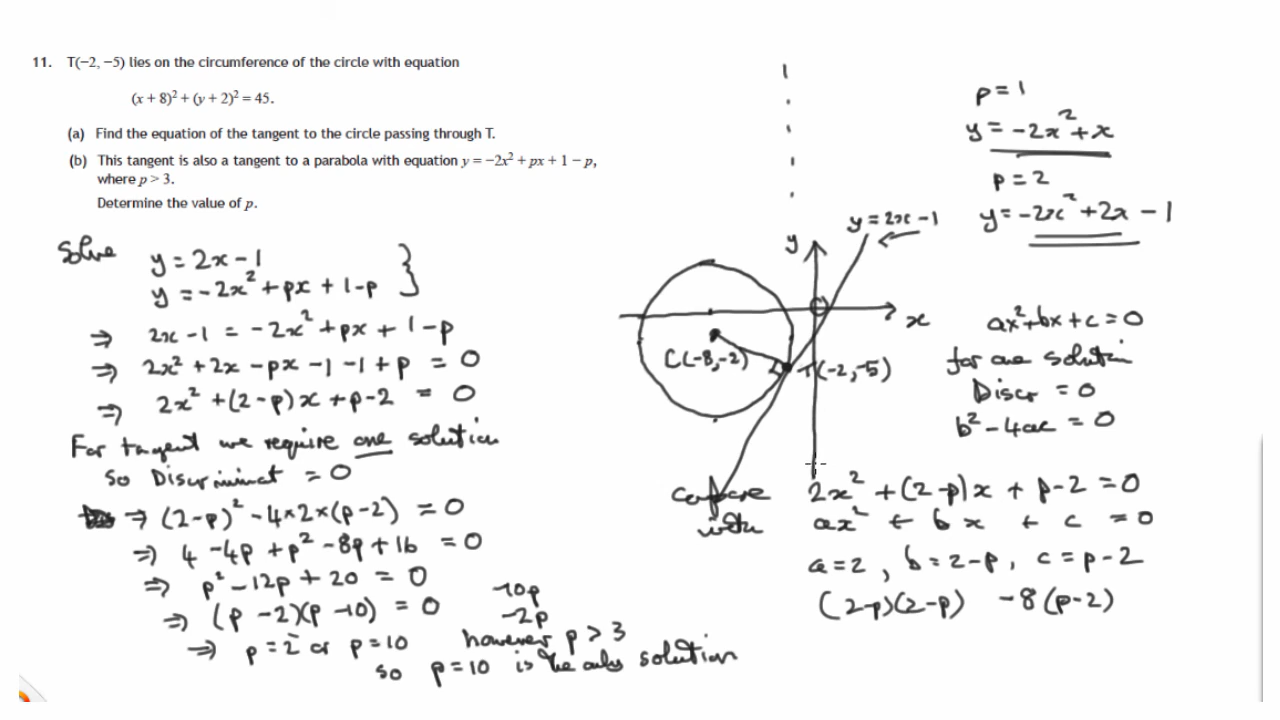 11. T(−2, −5) lies on the circumference of the circle with equation
(x + 8)² + (y + 2)² = 45.
(a) Find the equation of the tangent to the circle passing through T.
(b) This tangent is also a tangent to a parabola with equation y = −2x² + px + 1 − p,
where p > 3.
Determine the value of p.
Solve y = 2x - 1
y = -2x² + px + 1-p }
⇒ 2x - 1 = -2x² + px + 1-p
⇒ 2x² + 2x - px - 1 - 1 + p = 0
⇒ 2x² + (2-p)x + p-2 = 0
For tangent we require one solution
So Discriminant = 0
⇒ (2-p)² - 4×2×(p-2) = 0
⇒ 4 - 4p + p² - 8p + 16 = 0
⇒ p² - 12p + 20 = 0
⇒ (p - 2)(p - 10) = 0
-10p
-2p
⇒ p = 2 or p = 10
however p > 3
so p = 10 is the only solution
p = 1
y = -2x² + x
p = 2
y = -2x² + 2x - 1
y = 2x - 1
y
x
C(-8,-2)
T(-2,-5)
ax² + bx + c = 0
for one solution
Discr = 0
b² - 4ac = 0
compare 2x² + (2-p)x + p-2 = 0
with ax² + bx + c = 0
a = 2, b = 2-p, c = p-2
(2-p)(2-p) - 8(p-2)